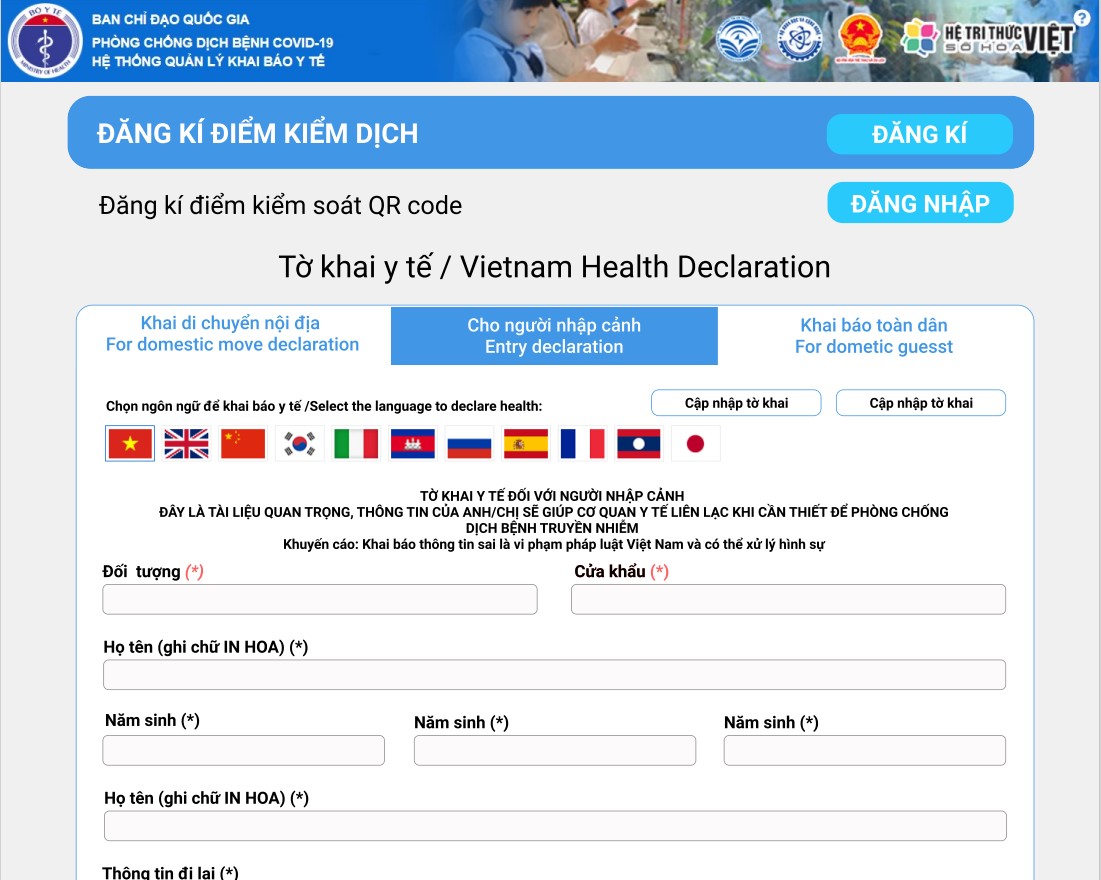 BỘ Y TẾ
MINISTRY OF HEALTH
BAN CHỈ ĐẠO QUỐC GIA
PHÒNG CHỐNG DỊCH BỆNH COVID-19
HỆ THỐNG QUẢN LÝ KHAI BÁO Y TẾ
HỆ TRI THỨC
SỐ HÓA
VIỆT
?
ĐĂNG KÍ ĐIỂM KIỂM DỊCH
ĐĂNG KÍ
Đăng kí điểm kiểm soát QR code
ĐĂNG NHẬP
Tờ khai y tế / Vietnam Health Declaration
Khai di chuyển nội địa
For domestic move declaration
Cho người nhập cảnh
Entry declaration
Khai báo toàn dân
For dometic guesst
Chọn ngôn ngữ để khai báo y tế /Select the language to declare health:
Cập nhập tờ khai
Cập nhập tờ khai
TỜ KHAI Y TẾ ĐỐI VỚI NGƯỜI NHẬP CẢNH
ĐÂY LÀ TÀI LIỆU QUAN TRỌNG, THÔNG TIN CỦA ANH/CHỊ SẼ GIÚP CƠ QUAN Y TẾ LIÊN LẠC KHI CẦN THIẾT ĐỂ PHÒNG CHỐNG
DỊCH BỆNH TRUYỀN NHIỄM
Khuyến cáo: Khai báo thông tin sai là vi phạm pháp luật Việt Nam và có thể xử lý hình sự
Đối tượng (*)
Cửa khẩu (*)
Họ tên (ghi chữ IN HOA) (*)
Năm sinh (*)
Năm sinh (*)
Năm sinh (*)
Họ tên (ghi chữ IN HOA) (*)
Thông tin đi lại (*)